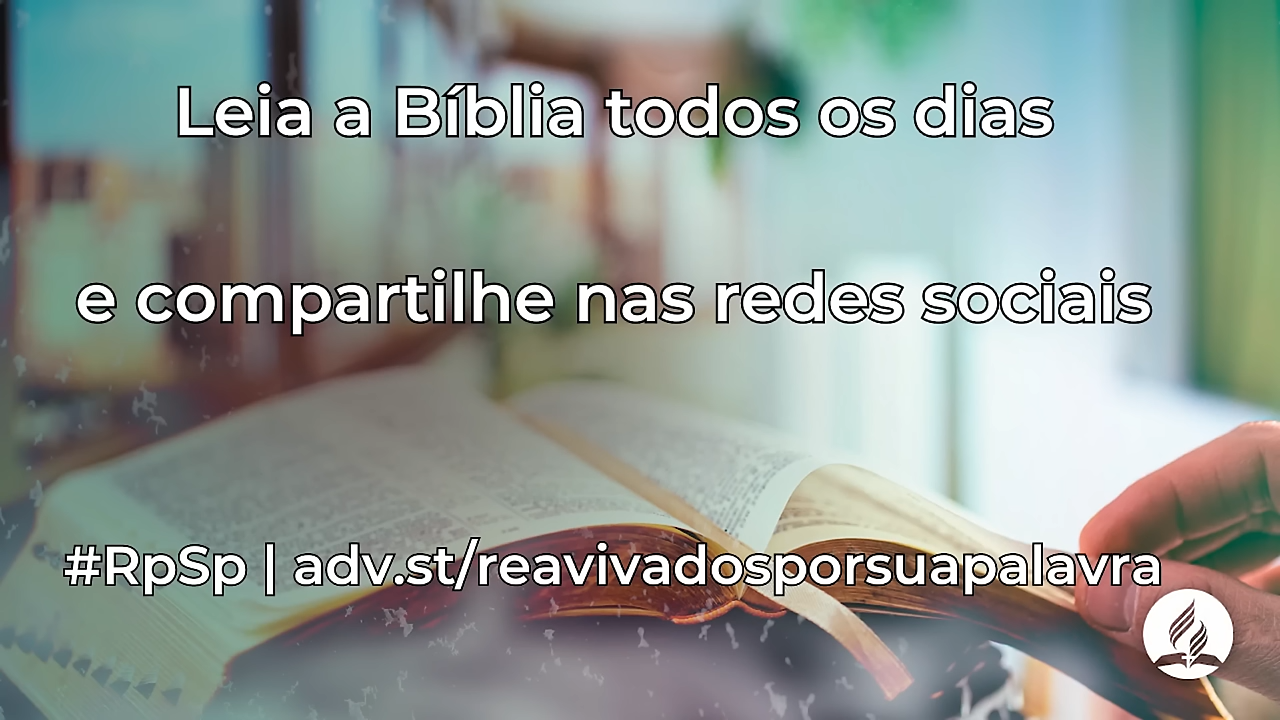 Leia a Bíblia todos os dias
e compartilhe nas redes sociais
#RpSp | adv.st/reavivadosporsuapalavra